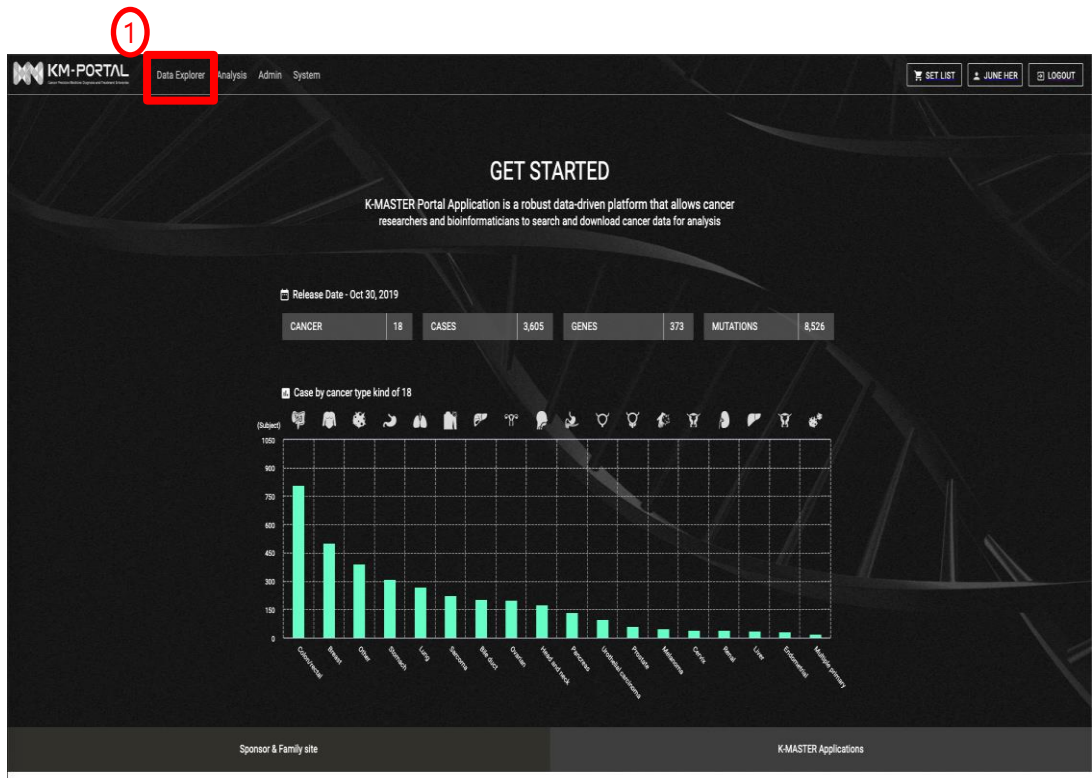 1
KM-PORTAL
Data Explorer Analysis Admin System
SET LIST JUNE HER LOGOUT
GET STARTED
K-MASTER Portal Application is a robust data-driven platform that allows cancer
researchers and bioinformaticians to search and download cancer data for analysis
Release Date - Oct 30, 2019
CANCER 18 CASES 3,605 GENES 373 MUTATIONS 8,526
Case by cancer type kind of 18
(Subject)
1050
900
750
600
450
300
150
0
Colon/rectal Breast Other Stomach Lung Sarcoma Bile duct Ovarian Head and neck Pancreas Urothelial carcinoma Prostate Melanoma Cervix Renal Liver Endometrial Multiple primary
Sponsor & Family site K-MASTER Applications